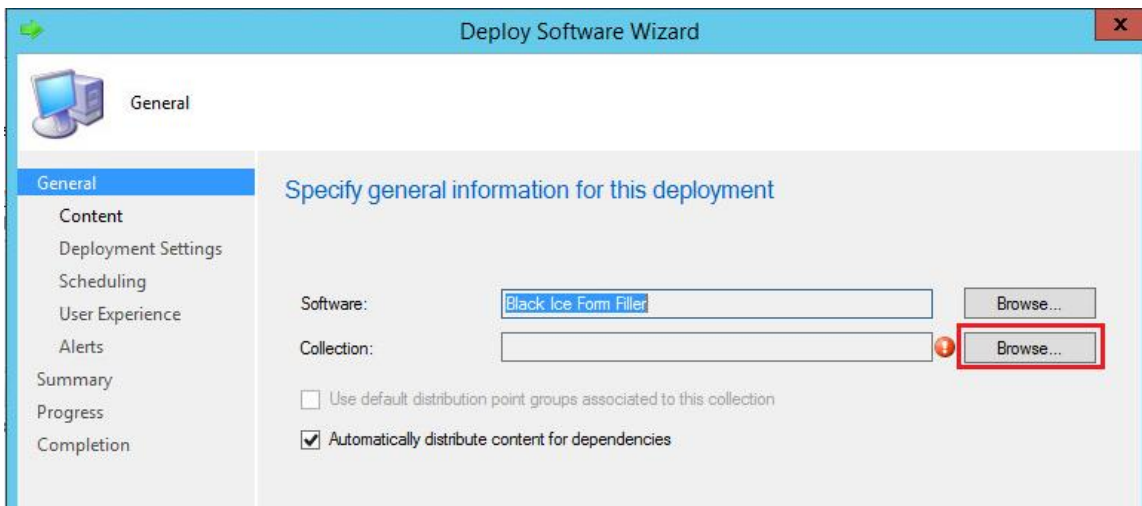 Deploy Software Wizard
x
General
General
Content
Deployment Settings
Scheduling
User Experience
Alerts
Summary
Progress
Completion
Specify general information for this deployment
Software:
Black Ice Form Filler
Browse...
Collection:
Browse...
Use default distribution point groups associated to this collection
Automatically distribute content for dependencies